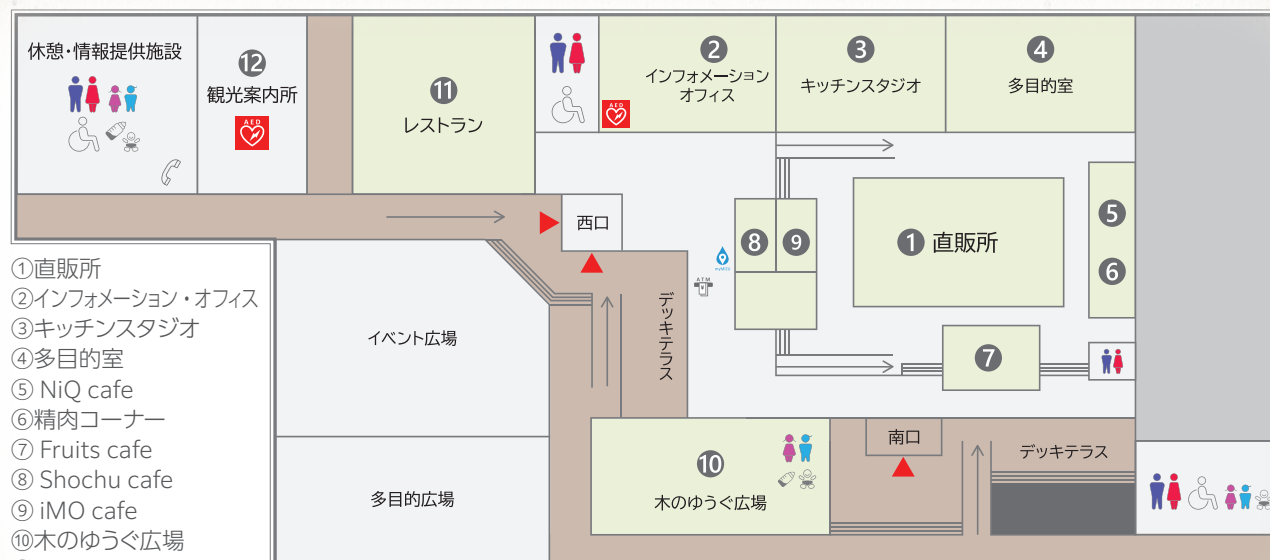 休憩・情報提供施設
⑫
観光案内所
AED
⑪
レストラン
②
インフォメーション
オフィス
AED
③
キッチンスタジオ
④
多目的室
西口
⑧
⑨
① 直販所
⑤
⑥
ATM
デッキテラス
イベント広場
⑦
南口
デッキテラス
⑩
木のゆうぐ広場
多目的広場
①直販所
②インフォメーション・オフィス
③キッチンスタジオ
④多目的室
⑤ NiQ cafe
⑥精肉コーナー
⑦ Fruits cafe
⑧ Shochu cafe
⑨ iMO cafe
⑩木のゆうぐ広場